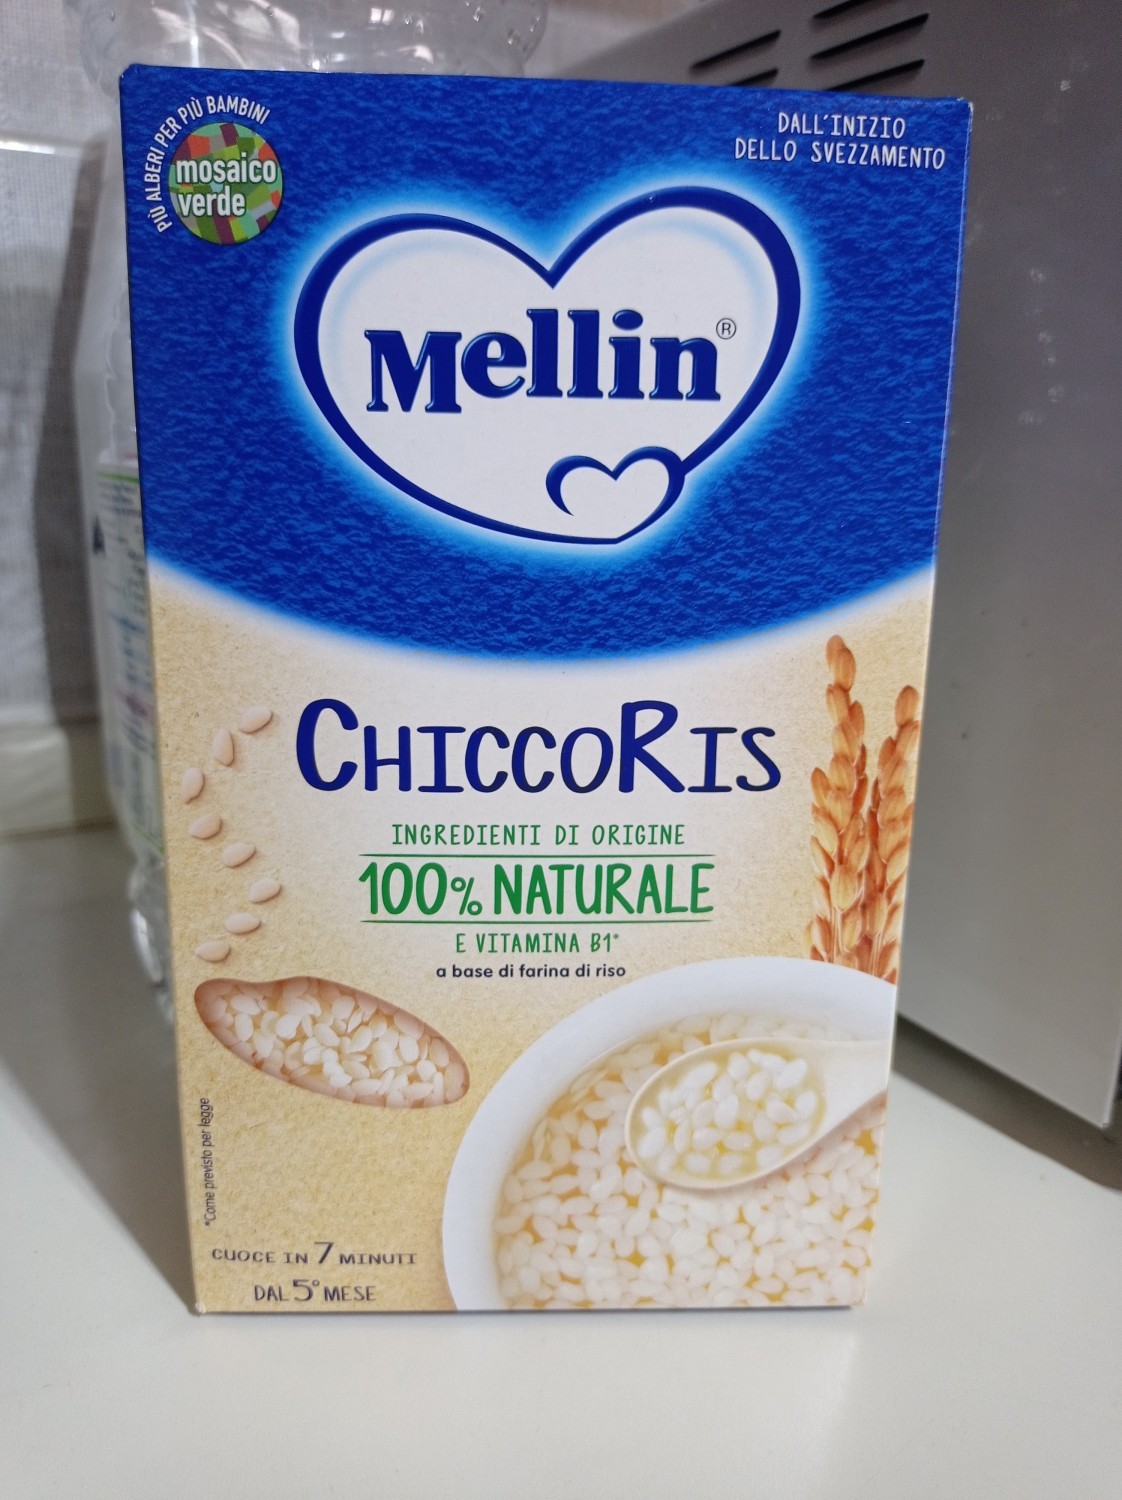 PIÙ ALBERI PER PIÙ BAMBINI
mosaico
verde
DALL'INIZIO
DELLO SVEZZAMENTO
Mellin®
CHICCORIS
INGREDIENTI DI ORIGINE
100% NATURALE
E VITAMINA B1*
a base di farina di riso
*Come previsto per legge
CUOCE IN 7 MINUTI
DAL 5° MESE